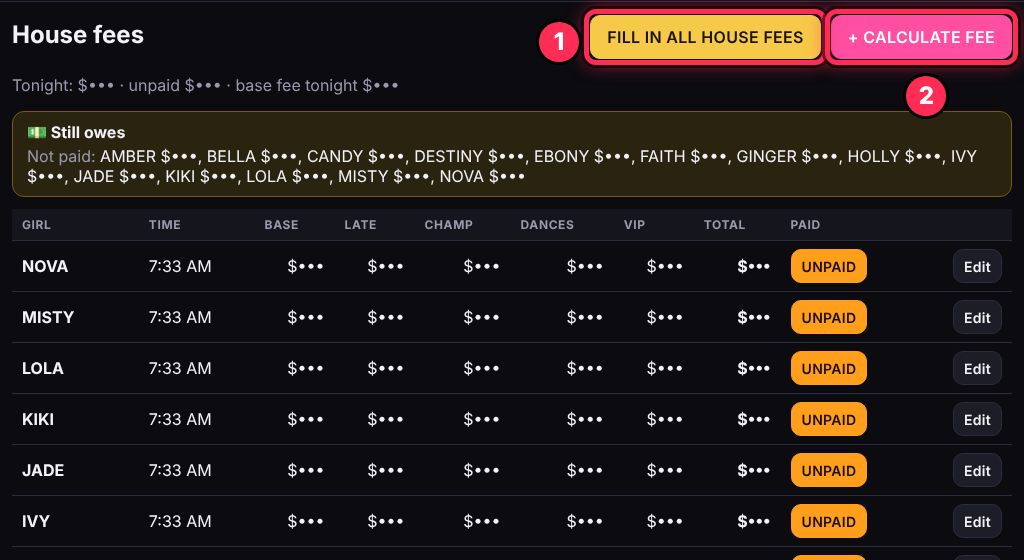 House fees
1
FILL IN ALL HOUSE FEES
+ CALCULATE FEE
2
Tonight: $••• · unpaid $••• · base fee tonight $•••
💵 Still owes
Not paid: AMBER $•••, BELLA $•••, CANDY $•••, DESTINY $•••, EBONY $•••, FAITH $•••, GINGER $•••, HOLLY $•••, IVY
$•••, JADE $•••, KIKI $•••, LOLA $•••, MISTY $•••, NOVA $•••
GIRL TIME BASE LATE CHAMP DANCES VIP TOTAL PAID
NOVA 7:33 AM $••• $••• $••• $••• $••• $••• UNPAID Edit
MISTY 7:33 AM $••• $••• $••• $••• $••• $••• UNPAID Edit
LOLA 7:33 AM $••• $••• $••• $••• $••• $••• UNPAID Edit
KIKI 7:33 AM $••• $••• $••• $••• $••• $••• UNPAID Edit
JADE 7:33 AM $••• $••• $••• $••• $••• $••• UNPAID Edit
IVY 7:33 AM $••• $••• $••• $••• $••• $••• UNPAID Edit